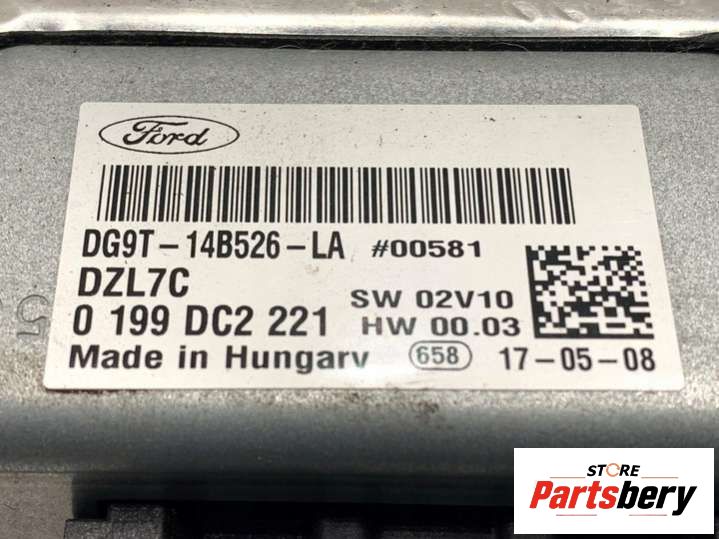 Ford
DG9T-14B526-LA #00581
DZL7C
SW 02V10
0 199 DC2 221
HW 00.03
Made in Hungary
658
17-05-08
5
STORE
Partsbery